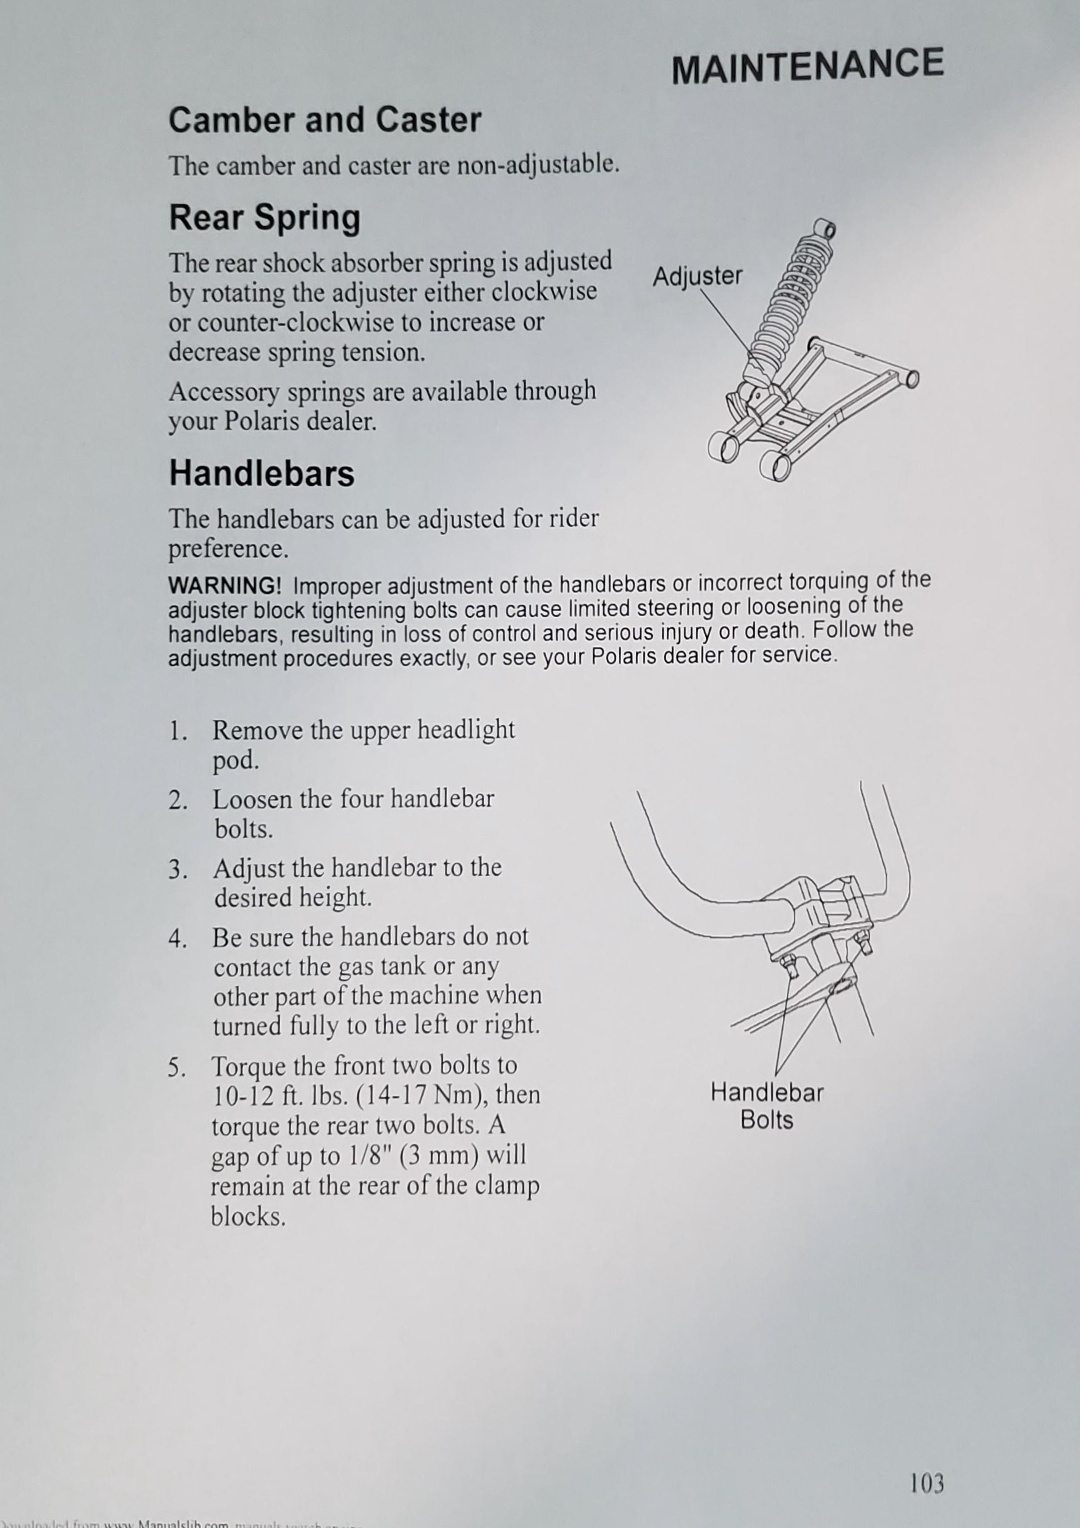 MAINTENANCE
Camber and Caster
The camber and caster are non-adjustable.
Rear Spring
The rear shock absorber spring is adjusted
by rotating the adjuster either clockwise
or counter-clockwise to increase or
decrease spring tension.
Accessory springs are available through
your Polaris dealer.
Adjuster
Handlebars
The handlebars can be adjusted for rider
preference.
WARNING! Improper adjustment of the handlebars or incorrect torquing of the
adjuster block tightening bolts can cause limited steering or loosening of the
handlebars, resulting in loss of control and serious injury or death. Follow the
adjustment procedures exactly, or see your Polaris dealer for service.
1. Remove the upper headlight
pod.
2. Loosen the four handlebar
bolts.
3. Adjust the handlebar to the
desired height.
4. Be sure the handlebars do not
contact the gas tank or any
other part of the machine when
turned fully to the left or right.
5. Torque the front two bolts to
10-12 ft. lbs. (14-17 Nm), then
torque the rear two bolts. A
gap of up to 1/8" (3 mm) will
remain at the rear of the clamp
blocks.
Handlebar
Bolts
103
Downloaded from www.Manualslib.com manuals search